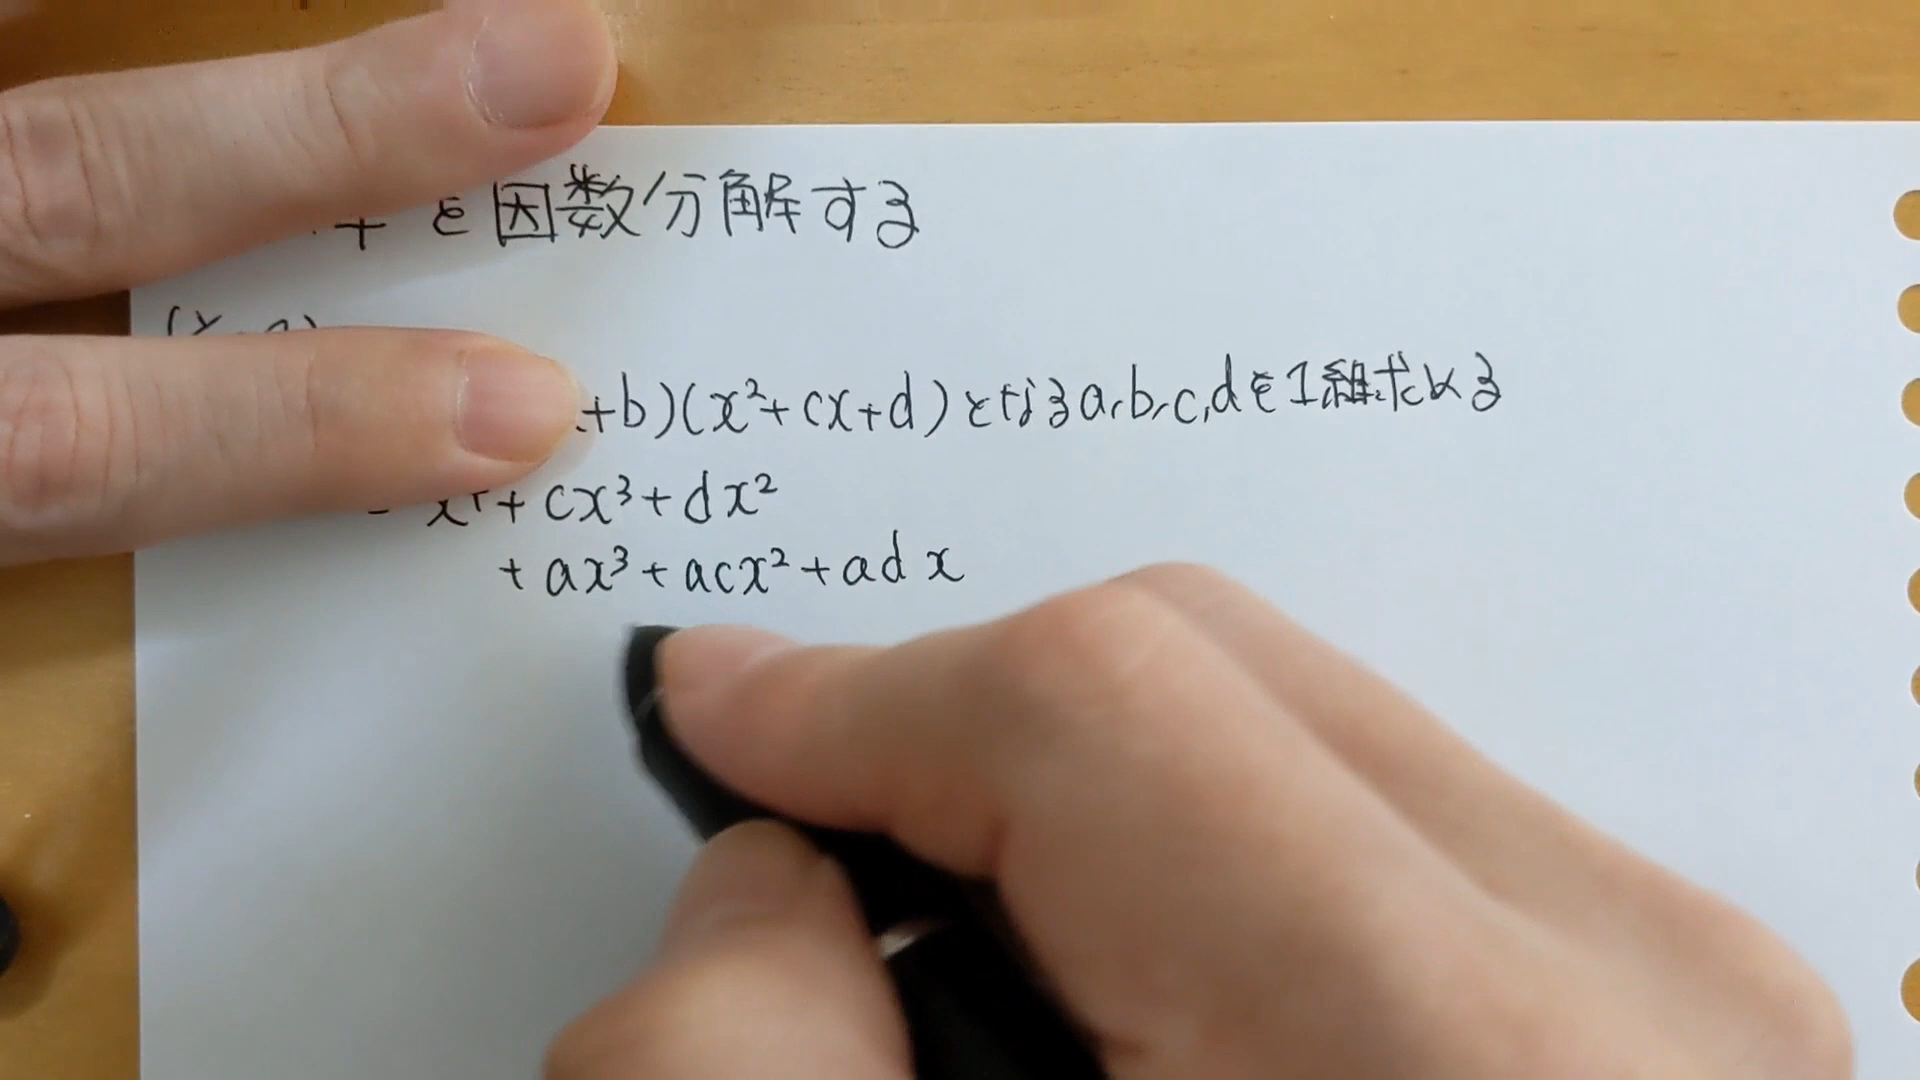 + を因数分解する
+b)(x²+cx+d)となるa,b,c,dを1組求める
= x⁴+ cx³+dx²
+ ax³+acx²+adx